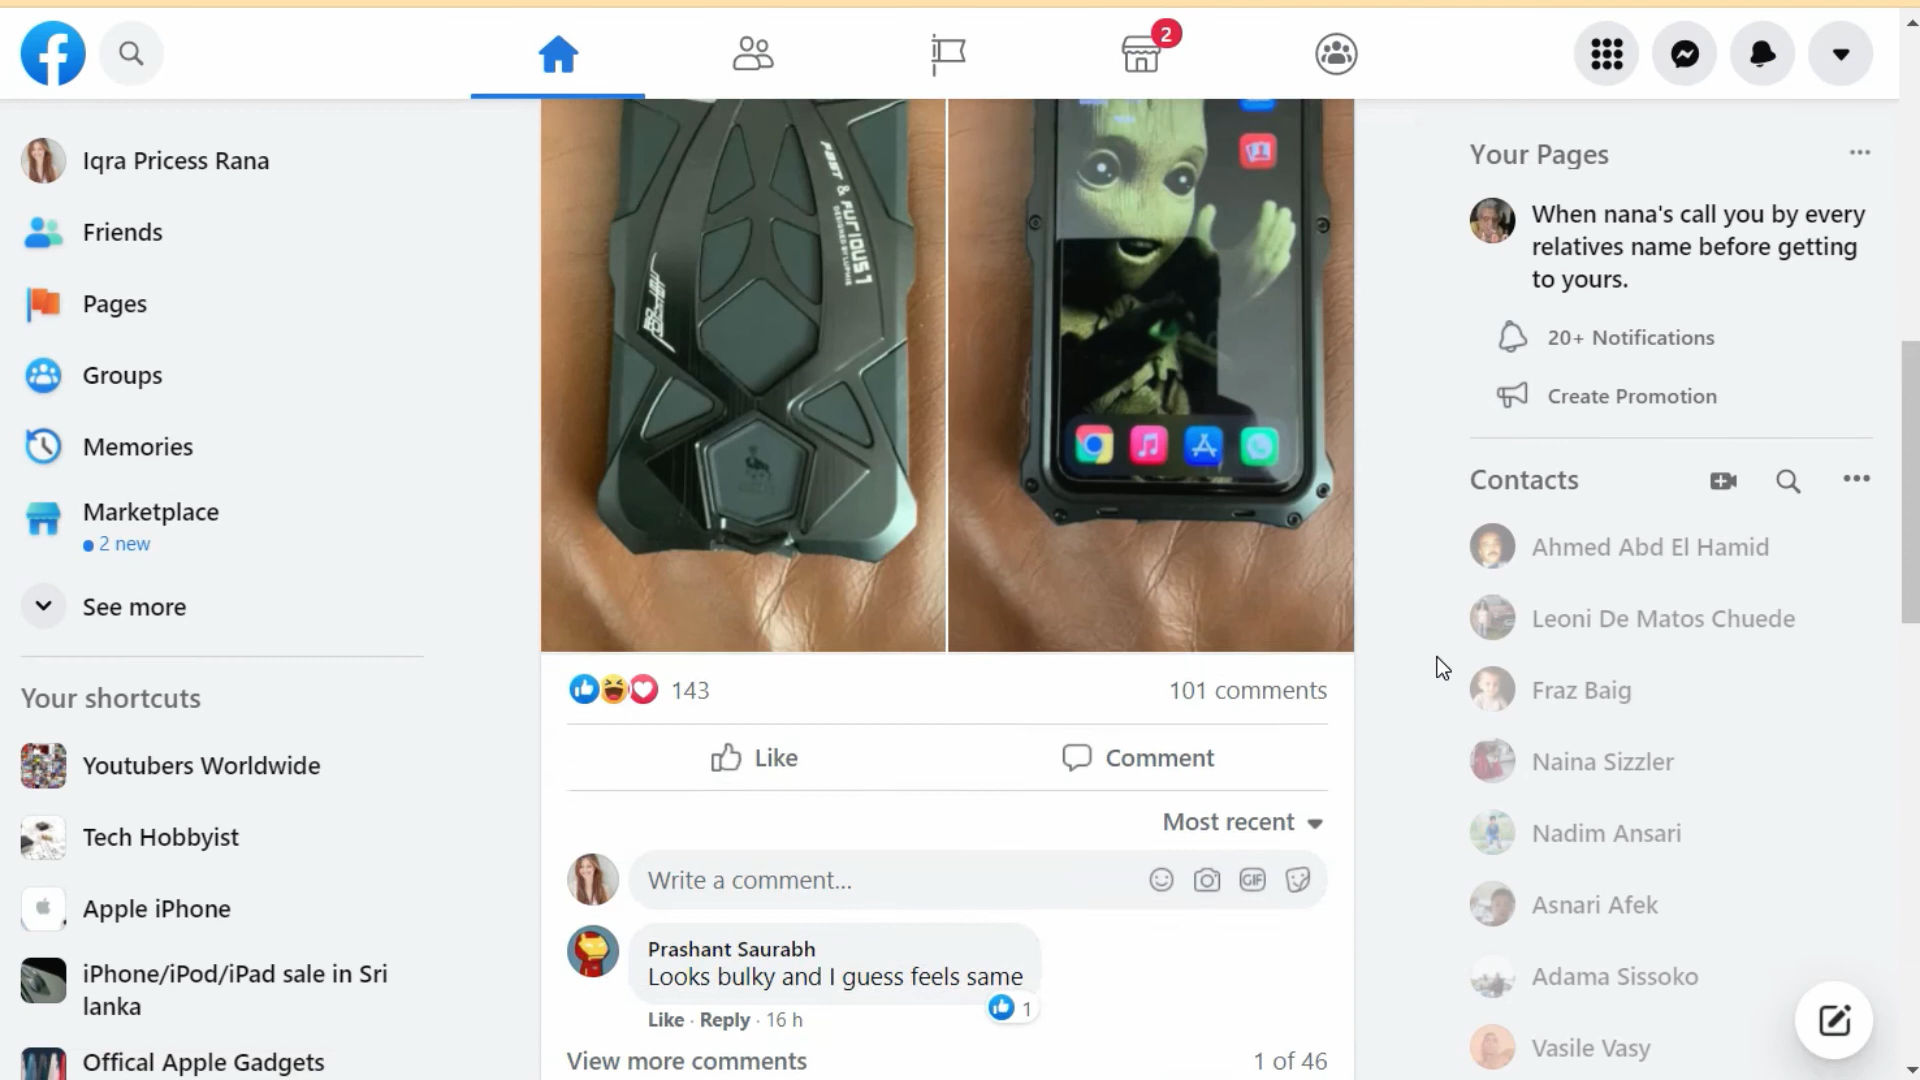 2
Iqra Pricess Rana
Friends
Pages
Groups
Memories
Marketplace
2 new
See more
Your shortcuts
Youtubers Worldwide
Tech Hobbyist
Apple iPhone
iPhone/iPod/iPad sale in Sri
lanka
Offical Apple Gadgets
FAST & FURIOUS 1
DESIGNED BY LUPHIE
143
101 comments
Like
Comment
Most recent
Write a comment...
GIF
Prashant Saurabh
Looks bulky and I guess feels same
1
Like · Reply · 16 h
View more comments
1 of 46
Your Pages
When nana's call you by every
relatives name before getting
to yours.
20+ Notifications
Create Promotion
Contacts
Ahmed Abd El Hamid
Leoni De Matos Chuede
Fraz Baig
Naina Sizzler
Nadim Ansari
Asnari Afek
Adama Sissoko
Vasile Vasy